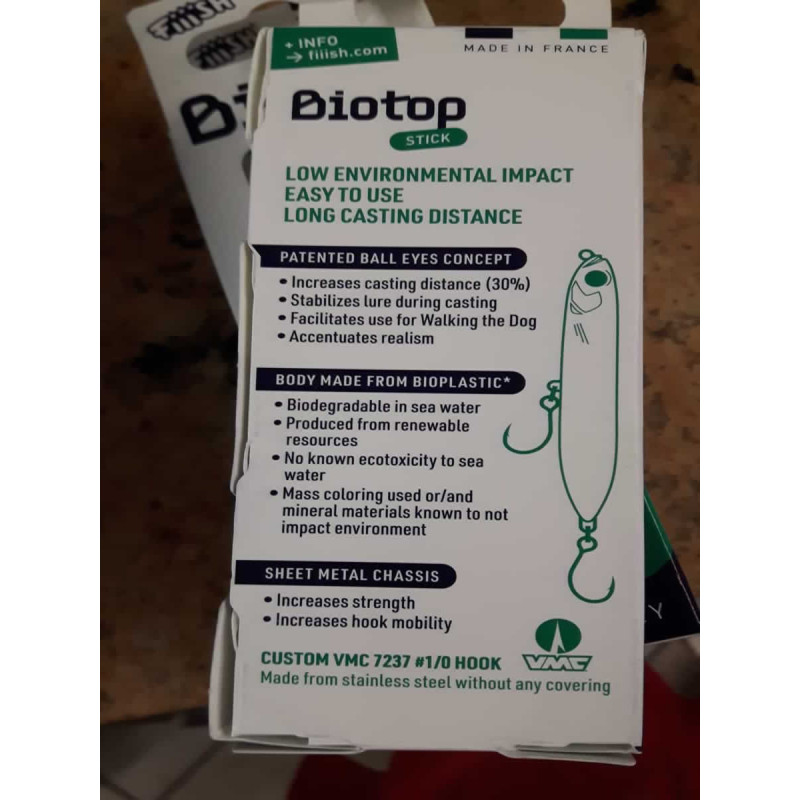 Fiiish
FIIISH
Bi
+ INFO
→ fiiish.com
MADE IN FRANCE
Biotop
STICK
LOW ENVIRONMENTAL IMPACT
EASY TO USE
LONG CASTING DISTANCE
PATENTED BALL EYES CONCEPT
• Increases casting distance (30%)
• Stabilizes lure during casting
• Facilitates use for Walking the Dog
• Accentuates realism
BODY MADE FROM BIOPLASTIC*
• Biodegradable in sea water
• Produced from renewable
resources
• No known ecotoxicity to sea
water
• Mass coloring used or/and
mineral materials known to not
impact environment
SHEET METAL CHASSIS
• Increases strength
• Increases hook mobility
CUSTOM VMC 7237 #1/0 HOOK
VMC
Made from stainless steel without any covering